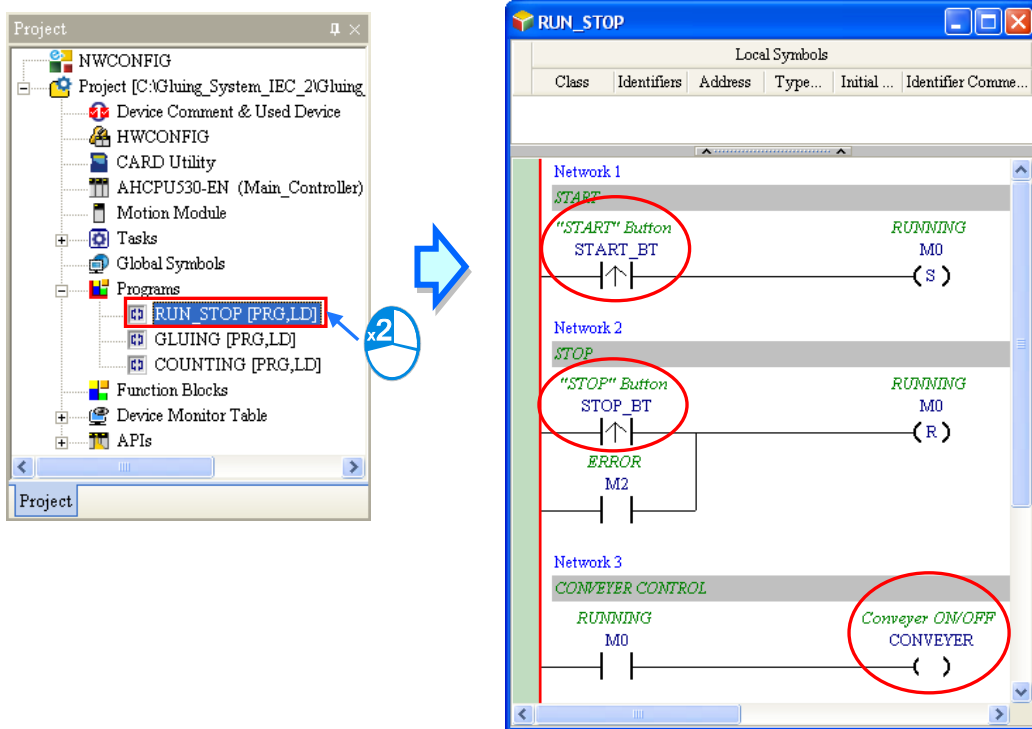 Project
NWCONFIG
Project [C:\Gluing_System_IEC_2\Gluing_
Device Comment & Used Device
HWCONFIG
CARD Utility
AHCPU530-EN (Main_Controller)
Motion Module
Tasks
Global Symbols
Programs
RUN_STOP [PRG,LD]
GLUING [PRG,LD]
COUNTING [PRG,LD]
Function Blocks
Device Monitor Table
APIs
Project
x2
RUN_STOP
Local Symbols
Class Identifiers Address Type... Initial ... Identifier Comme...
Network 1
START
"START" Button RUNNING
START_BT M0
S
Network 2
STOP
"STOP" Button RUNNING
STOP_BT M0
R
ERROR
M2
Network 3
CONVEYER CONTROL
RUNNING Conveyer ON/OFF
M0 CONVEYER